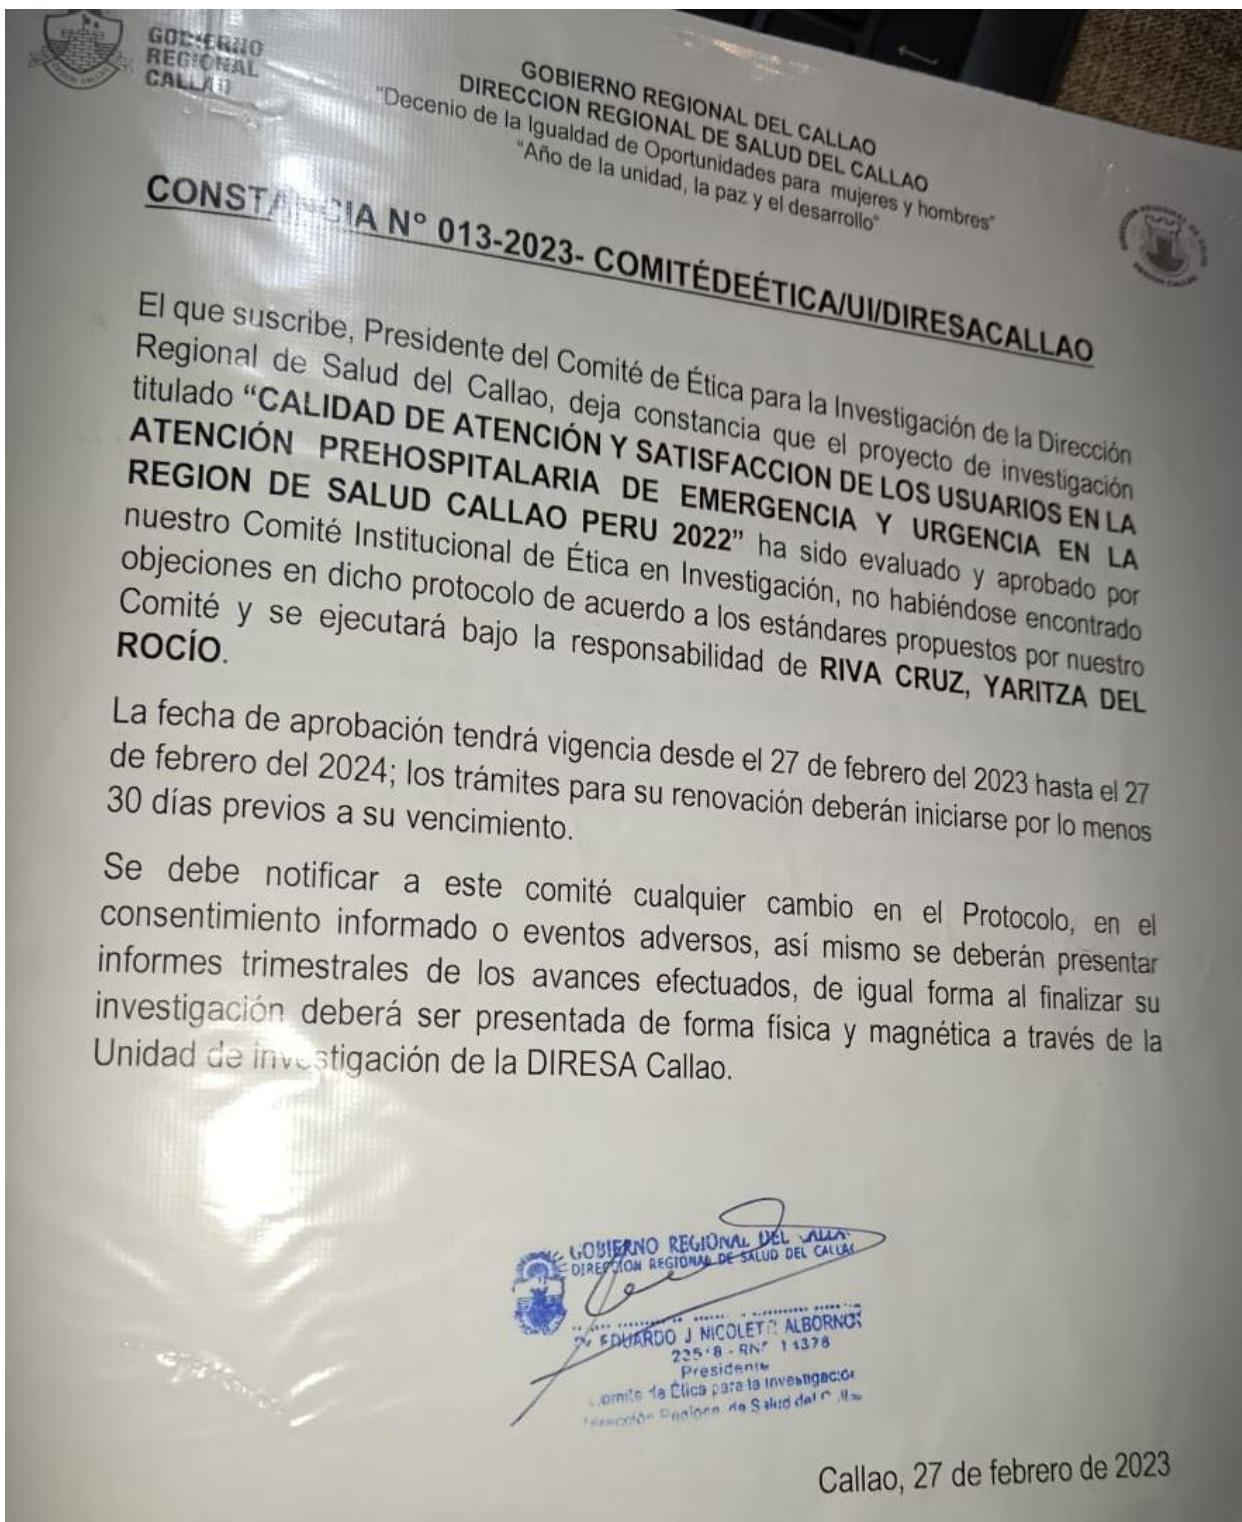 GOBIERNO
REGIONAL
CALLAO
GOBIERNO REGIONAL DEL CALLAO
DIRECCION REGIONAL DE SALUD DEL CALLAO
"Decenio de la Igualdad de Oportunidades para mujeres y hombres"
"Año de la unidad, la paz y el desarrollo"
CONSTANCIA N° 013-2023- COMITÉDEÉTICA/UI/DIRESACALLAO
El que suscribe, Presidente del Comité de Ética para la Investigación de la Dirección
Regional de Salud del Callao, deja constancia que el proyecto de investigación
titulado “CALIDAD DE ATENCIÓN Y SATISFACCION DE LOS USUARIOS EN LA
ATENCIÓN PREHOSPITALARIA DE EMERGENCIA Y URGENCIA EN LA
REGION DE SALUD CALLAO PERU 2022” ha sido evaluado y aprobado por
nuestro Comité Institucional de Ética en Investigación, no habiéndose encontrado
objeciones en dicho protocolo de acuerdo a los estándares propuestos por nuestro
Comité y se ejecutará bajo la responsabilidad de RIVA CRUZ, YARITZA DEL
ROCÍO.
La fecha de aprobación tendrá vigencia desde el 27 de febrero del 2023 hasta el 27
de febrero del 2024; los trámites para su renovación deberán iniciarse por lo menos
30 días previos a su vencimiento.
Se debe notificar a este comité cualquier cambio en el Protocolo, en el
consentimiento informado o eventos adversos, así mismo se deberán presentar
informes trimestrales de los avances efectuados, de igual forma al finalizar su
investigación deberá ser presentada de forma física y magnética a través de la
Unidad de investigación de la DIRESA Callao.
GOBIERNO REGIONAL DEL CALLAO
DIRECCION REGIONAL DE SALUD DEL CALLAO
EDUARDO J NICOLET ALBORNOZ
Presidente
Comite de Ética para la Investigación
Dirección Regional de Salud del Callao
Callao, 27 de febrero de 2023